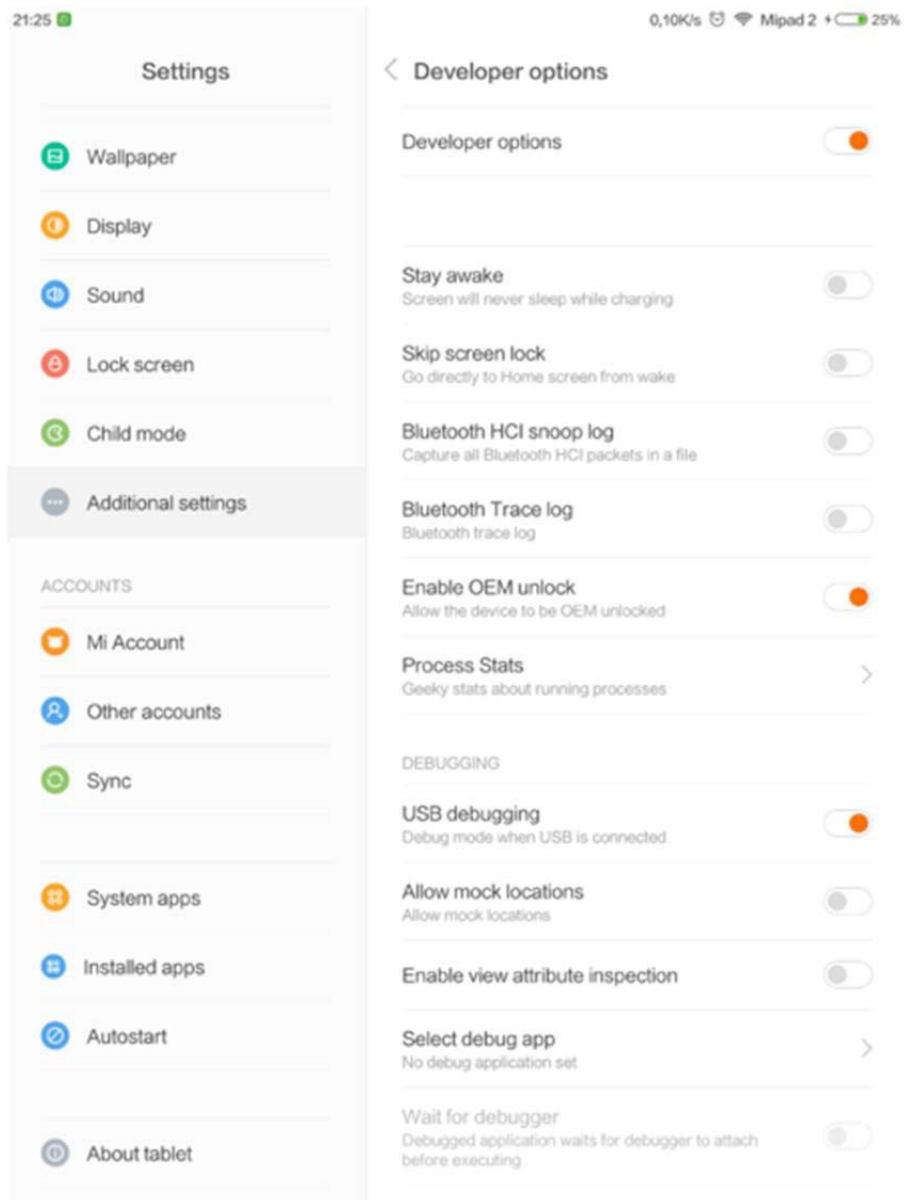 21:25
0,10K/s Mipad 2 25%
Settings
Wallpaper
Display
Sound
Lock screen
Child mode
Additional settings
ACCOUNTS
Mi Account
Other accounts
Sync
System apps
Installed apps
Autostart
About tablet
Developer options
Developer options
Stay awake
Screen will never sleep while charging
Skip screen lock
Go directly to Home screen from wake
Bluetooth HCI snoop log
Capture all Bluetooth HCI packets in a file
Bluetooth Trace log
Bluetooth trace log
Enable OEM unlock
Allow the device to be OEM unlocked
Process Stats
Geeky stats about running processes
DEBUGGING
USB debugging
Debug mode when USB is connected
Allow mock locations
Allow mock locations
Enable view attribute inspection
Select debug app
No debug application set
Wait for debugger
Debugged application waits for debugger to attach
before executing